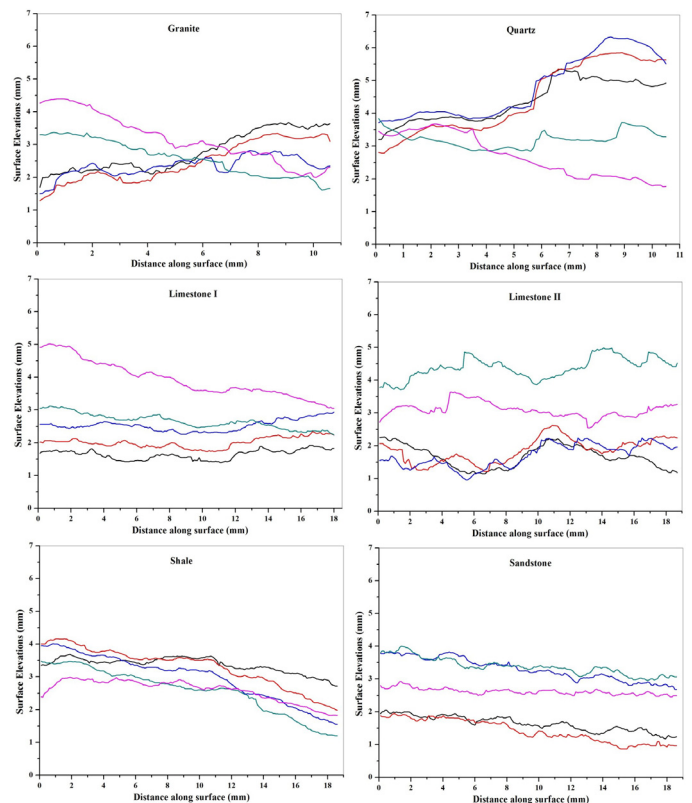 Granite
7
6
5
4
3
2
1
0
Surface Elevations (mm)
0 2 4 6 8 10
Distance along surface (mm)
Quartz
7
6
5
4
3
2
1
0
Surface Elevations (mm)
0 1 2 3 4 5 6 7 8 9 10 11
Distance along surface (mm)
Limestone I
7
6
5
4
3
2
1
0
Surface Elevations (mm)
0 2 4 6 8 10 12 14 16 18
Distance along surface (mm)
Limestone II
7
6
5
4
3
2
1
0
Surface Elevations (mm)
0 2 4 6 8 10 12 14 16 18
Distance along surface (mm)
Shale
7
6
5
4
3
2
1
0
Surface Elevations (mm)
0 2 4 6 8 10 12 14 16 18
Distance along surface (mm)
Sandstone
7
6
5
4
3
2
1
0
Surface Elevations (mm)
0 2 4 6 8 10 12 14 16 18
Distance along surface (mm)